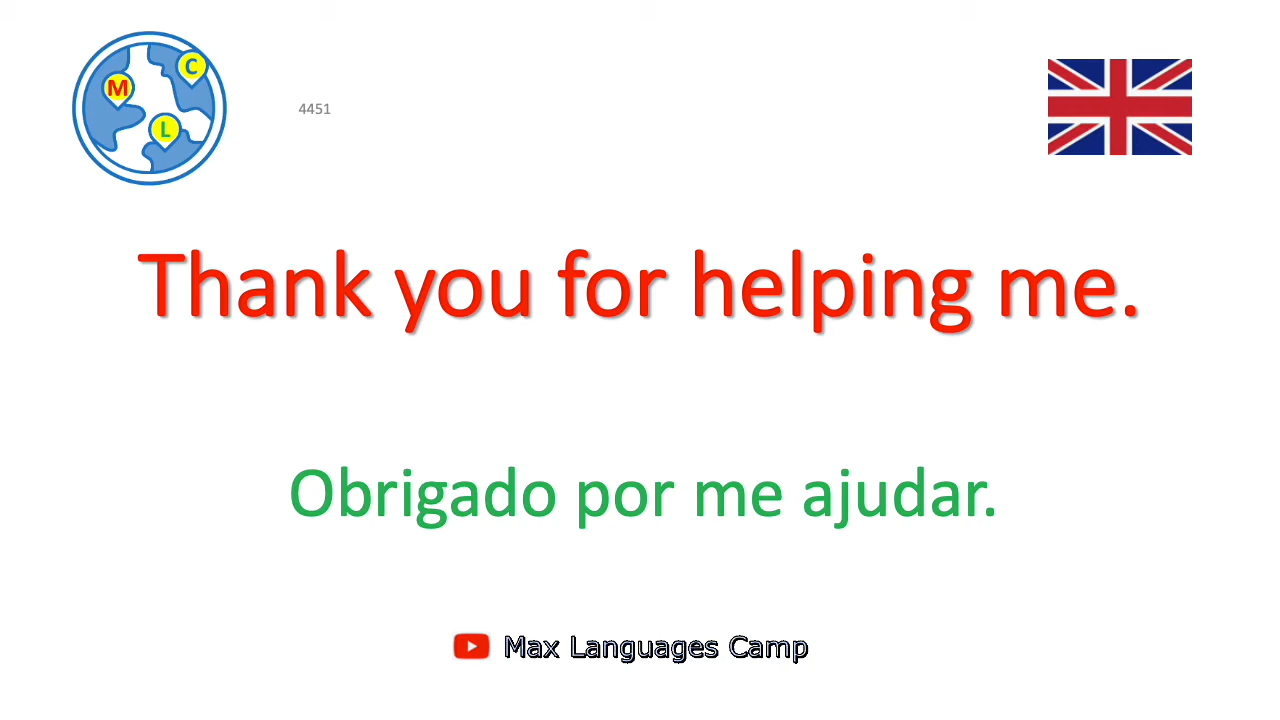 M
C
L
4451
Thank you for helping me.
Obrigado por me ajudar.
Max Languages Camp